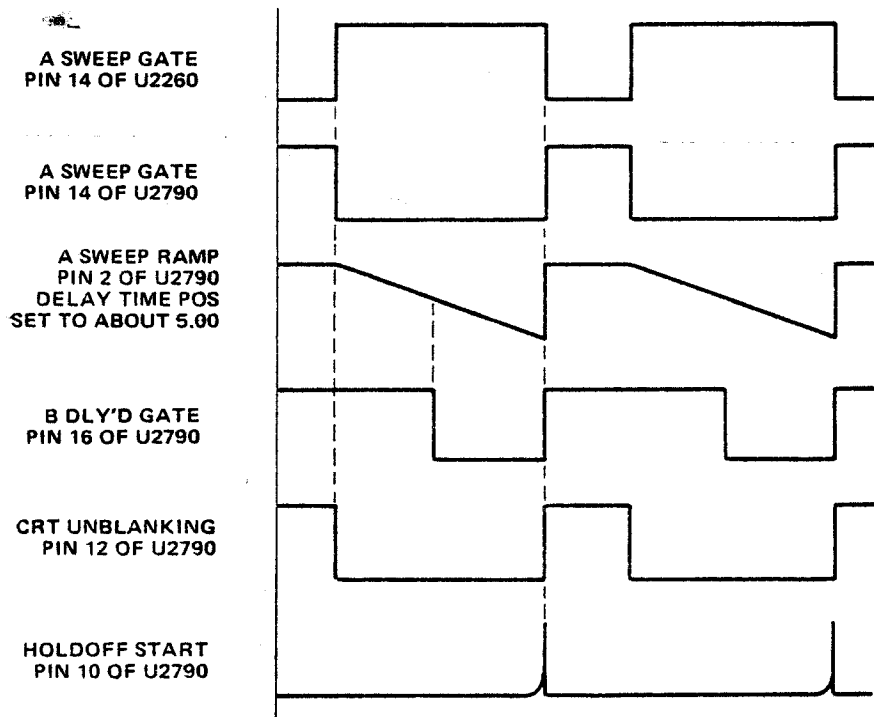 A SWEEP GATE
PIN 14 OF U2260
A SWEEP GATE
PIN 14 OF U2790
A SWEEP RAMP
PIN 2 OF U2790
DELAY TIME POS
SET TO ABOUT 5.00
B DLY'D GATE
PIN 16 OF U2790
CRT UNBLANKING
PIN 12 OF U2790
HOLDOFF START
PIN 10 OF U2790